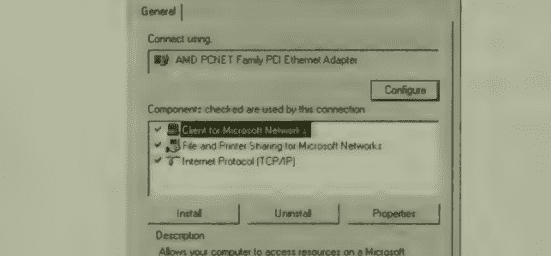 General
Connect using:
AMD PCNET Family PCI Ethernet Adapter
Configure
Components checked are used by this connection:
Client for Microsoft Networks
File and Printer Sharing for Microsoft Networks
Internet Protocol (TCP/IP)
Install Uninstall Properties
Description
Allows your computer to access resources on a Microsoft